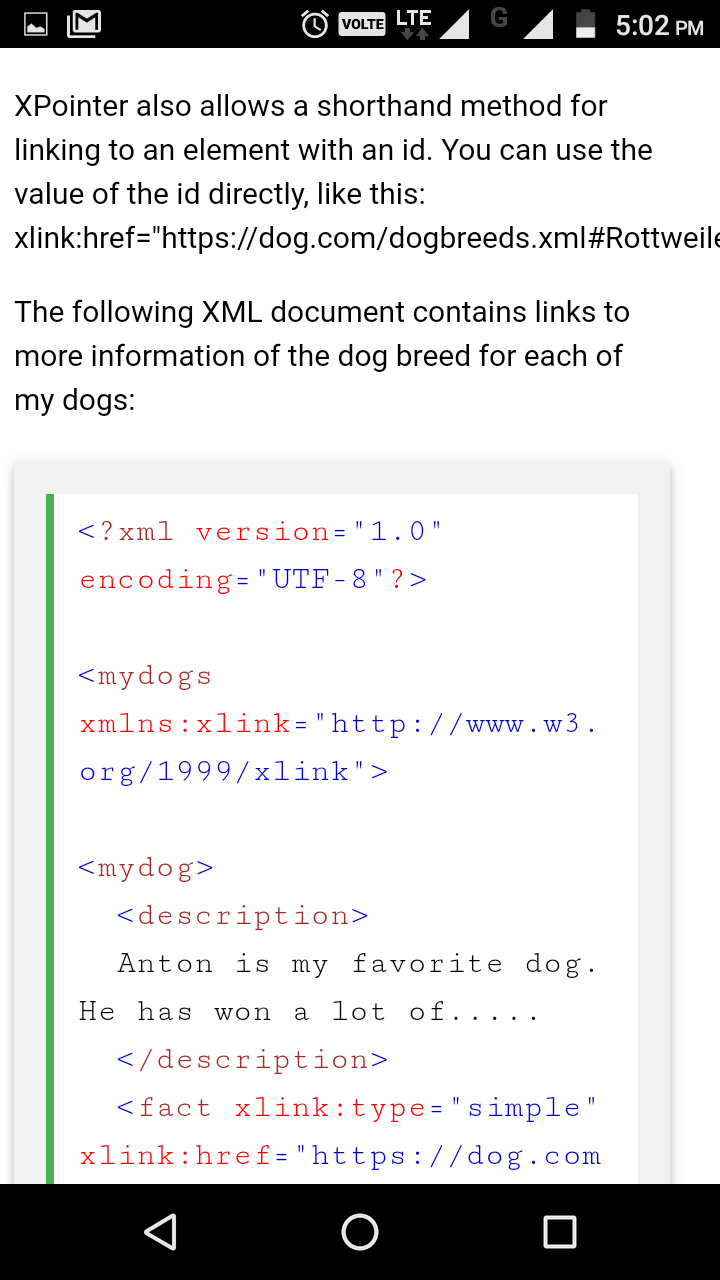 VOLTE LTE G 5:02 PM
XPointer also allows a shorthand method for
linking to an element with an id. You can use the
value of the id directly, like this:
xlink:href="https://dog.com/dogbreeds.xml#Rottweile
The following XML document contains links to
more information of the dog breed for each of
my dogs:
<?xml version="1.0"
encoding="UTF-8"?>
<mydogs
xmlns:xlink="http://www.w3.
org/1999/xlink">
<mydog>
<description>
Anton is my favorite dog.
He has won a lot of.....
</description>
<fact xlink:type="simple"
xlink:href="https://dog.com